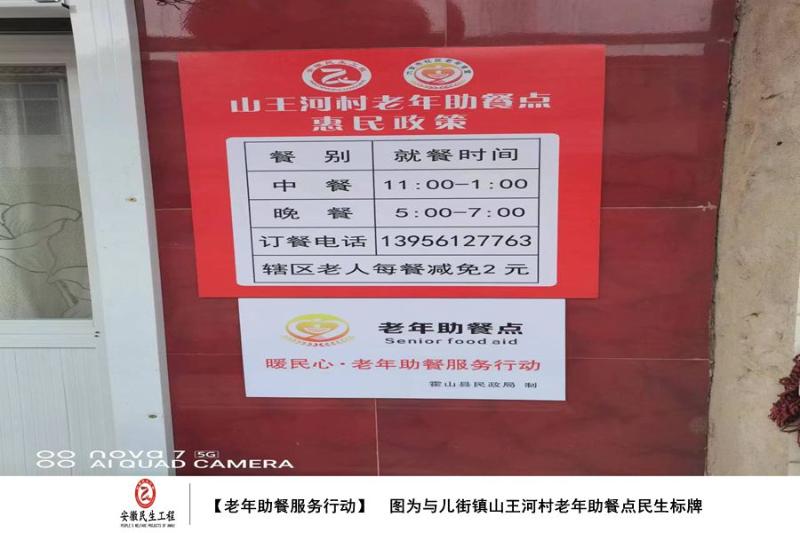 山王河村老年助餐点
惠民政策
餐 别 就餐时间
中 餐 11:00-1:00
晚 餐 5:00-7:00
订餐电话 13956127763
辖区老人每餐减免2元
老年助餐点
Senior food aid
暖民心·老年助餐服务行动
霍山县民政局 制
nova 7 5G
AI QUAD CAMERA
安徽民生工程
【老年助餐服务行动】 图为与儿街镇山王河村老年助餐点民生标牌